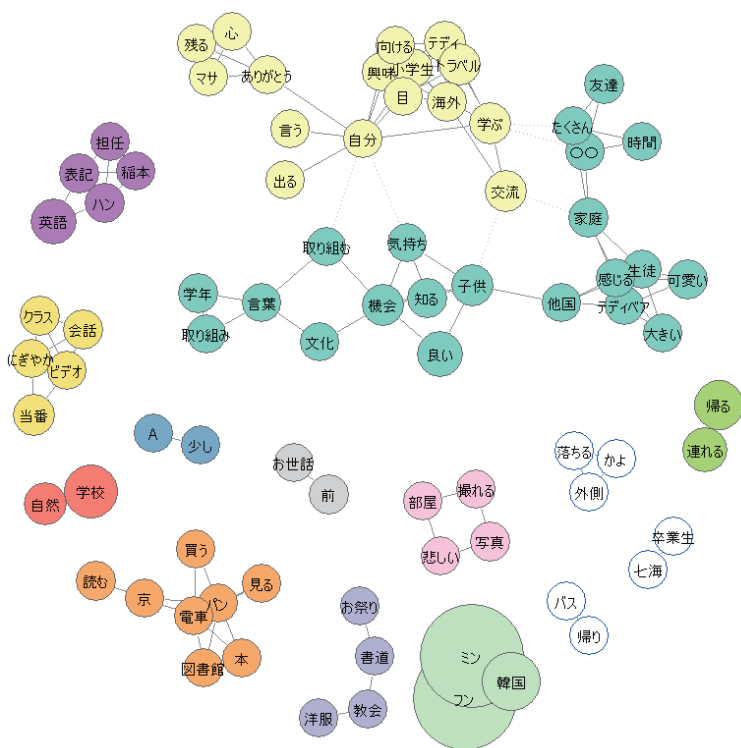 心
残る
マサ
ありがとう
向ける
テディ
興味
小学生
トラベル
目
海外
言う
自分
学ぶ
出る
交流
友達
たくさん
○○
時間
家庭
担任
表記
稲本
ハン
英語
取り組む
気持ち
学年
言葉
機会
知る
子供
取り組み
文化
良い
他国
感じる
生徒
可愛い
テディベア
大きい
クラス
会話
にぎやか
ビデオ
当番
A
少し
お世話
前
自然
学校
部屋
撮れる
悲しい
写真
落ちる
かよ
外側
帰る
連れる
卒業生
七海
買う
読む
京
パン
見る
電車
図書館
本
お祭り
書道
洋服
教会
ミン
フン
韓国
帰り